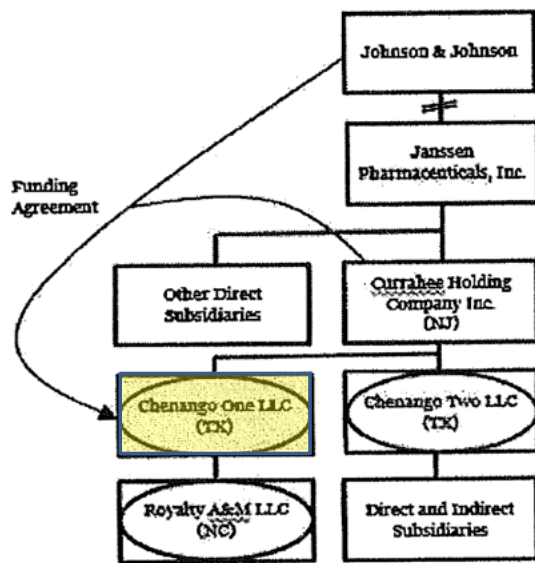 Johnson & Johnson
Janssen
Pharmaceuticals, Inc.
Funding
Agreement
Other Direct
Subsidiaries
Currahee Holding
Company Inc.
(NJ)
Chenango One LLC
(TX)
Chenango Two LLC
(TX)
Royalty A&M LLC
(NC)
Direct and Indirect
Subsidiaries